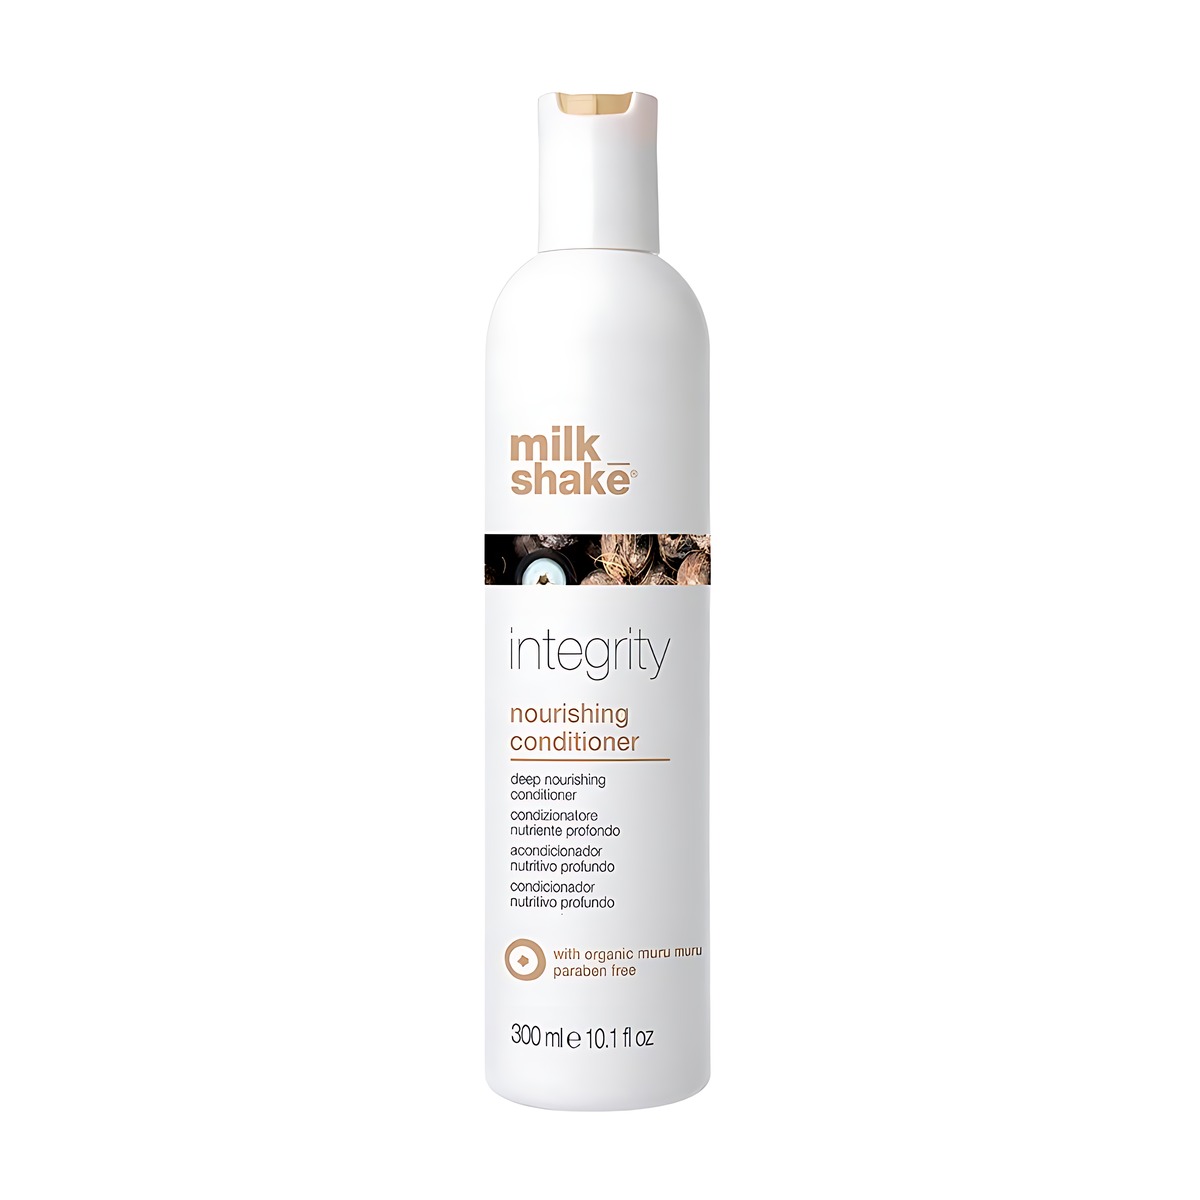 milk_
shake®
integrity
nourishing
conditioner
deep nourishing
conditioner
condizionatore
nutriente profondo
acondicionador
nutritivo profundo
condicionador
nutritivo profundo
with organic muru muru
paraben free
300 ml e 10.1 fl oz